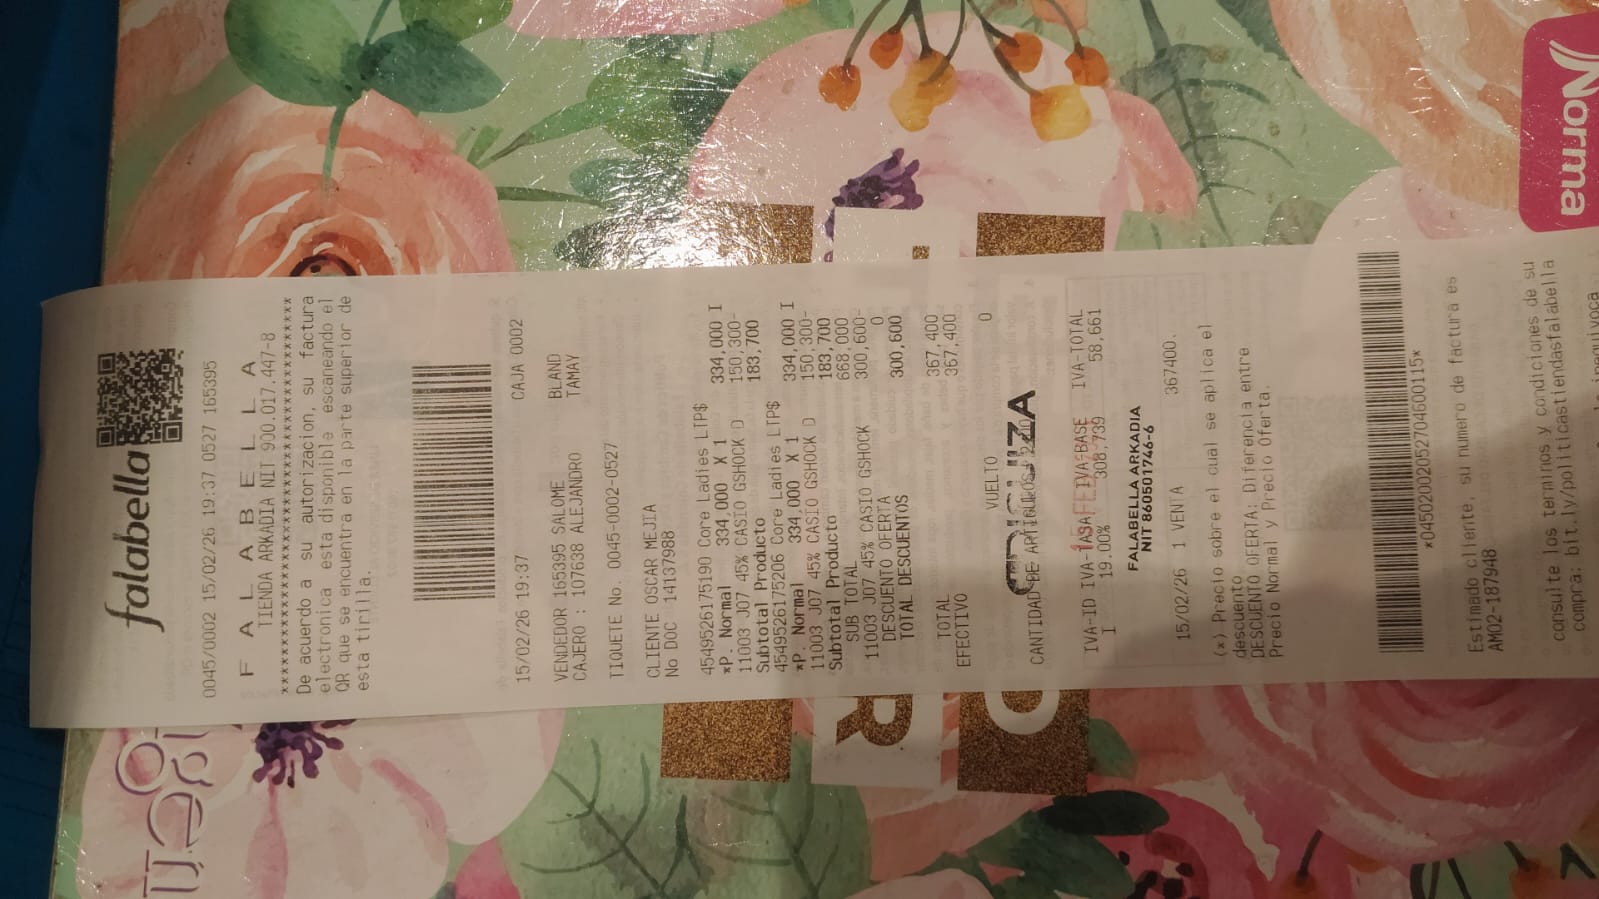 falabella
0045/0002 15/02/26 19:37 0527 165395
F A L A B E L L A
TIENDA ARKADIA NIT 900.017.447-8
De acuerdo a su autorizacion, su factura
electronica esta disponible escaneando el
QR que se encuentra en la parte superior de
esta tirilla.
15/02/26 19:37 CAJA 0002
VENDEDOR 165395 SALOME BLAND
CAJERO : 107638 ALEJANDRO TAMAY
TIQUETE No. 0045-0002-0527
CLIENTE OSCAR MEJIA
No DOC 14137988
4549526175190 Core Ladies LIP$ 334,000 I
*P. Normal 334,000 X 1
11003 J07 45% CASIO GSHOCK D 150,300-
Subtotal Producto 183,700
4549526175206 Core Ladies LIP$ 334,000 I
*P. Normal 334,000 X 1
11003 J07 45% CASIO GSHOCK D 150,300-
Subtotal Producto 183,700
SUB TOTAL 668,000
11003 J07 45% CASIO GSHOCK 300,600-
DESCUENTO OFERTA 0
TOTAL DESCUENTOS 300,600
TOTAL 367,400
EFECTIVO 367,400
VUELTO 0
CANTIDAD DE ARTICULOS:
IVA-ID IVA-TASA IVA-BASE IVA-TOTAL
I 19.00% 308,739 58,661
FALABELLA ARKADIA
NIT 860501746-6
15/02/26 1 VENTA 367400.
(*) Precio sobre el cual se aplica el
descuento
DESCUENTO OFERTA: Diferencia entre
Precio Normal y Precio Oferta.
*04502002052704600115*
Estimado cliente, su numero de factura es
AM02-187948
consulte los terminos y condiciones de su
compra: bit.ly/politicastiendasfalabella
Norma